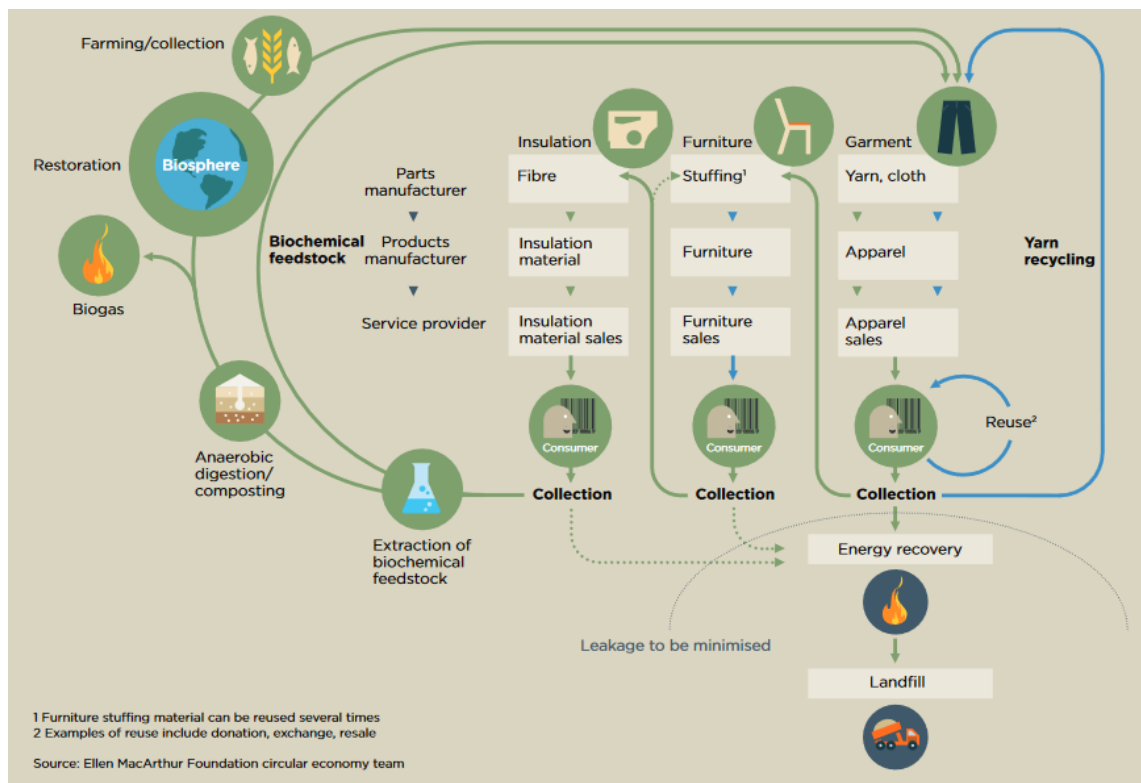 Farming/collection
Restoration
Biosphere
Biogas
Anaerobic
digestion/
composting
Biochemical
feedstock
Extraction of
biochemical
feedstock
Parts
manufacturer
Products
manufacturer
Service provider
Insulation
Fibre
Insulation
material
Insulation
material sales
Consumer
Collection
Furniture
Stuffing¹
Furniture
Furniture
sales
Consumer
Collection
Garment
Yarn, cloth
Apparel
Apparel
sales
Consumer
Collection
Reuse²
Yarn
recycling
Energy recovery
Leakage to be minimised
Landfill
1 Furniture stuffing material can be reused several times
2 Examples of reuse include donation, exchange, resale
Source: Ellen MacArthur Foundation circular economy team